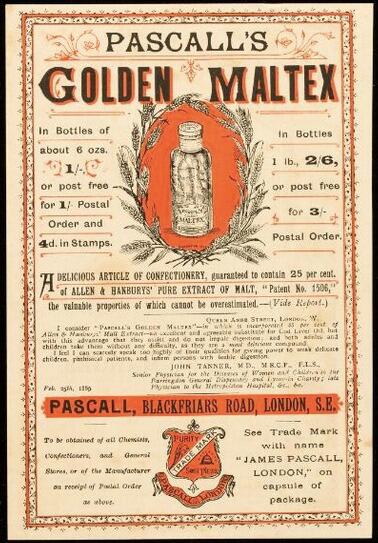 PASCALL'S
GOLDEN MALTEX
In Bottles of
about 6 ozs.
1/-.
or post free
for 1/- Postal
Order and
4d. in Stamps.
MALTEX
In Bottles
1 lb., 2/6,
or post free
for 3/-
Postal Order.
A DELICIOUS ARTICLE OF CONFECTIONERY, guaranteed to contain 25 per cent.
of ALLEN & HANBURYS' PURE EXTRACT OF MALT, "Patent No. 1586,"
the valuable properties of which cannot be overestimated.—(Vide Report.)
QUEEN ANNE STREET, LONDON, W.
I consider "PASCALL'S GOLDEN MALTEX"—in which is incorporated 25 per cent. of
Allen & Hanburys' Malt Extract—an excellent and agreeable substitute for Cod Liver Oil, but
with this advantage that they assist and do not impair digestion; and both adults and
children take them without any difficulty, as they are a most delicious compound.
I feel I can scarcely speak too highly of their qualities for giving power to weak delicate
children, phthisical patients, and infirm persons with feeble digestion.
JOHN TANNER, M.D., M.R.C.P., F.L.S.,
Senior Physician for the Diseases of Women and Children to the
Farringdon General Dispensary and Lying-in Charity; late
Physician to the Metropolitan Hospital, &c., &c.
Feb. 25th,
PASCALL, BLACKFRIARS ROAD, LONDON, S.E.
To be obtained of all Chemists,
Confectioners, and General
Stores, or of the Manufacturer
on receipt of Postal Order
as above.
PURITY
TRADE MARK
PASCALL LONDON
See Trade Mark
with name
"JAMES PASCALL,
LONDON," on
capsule of
package.